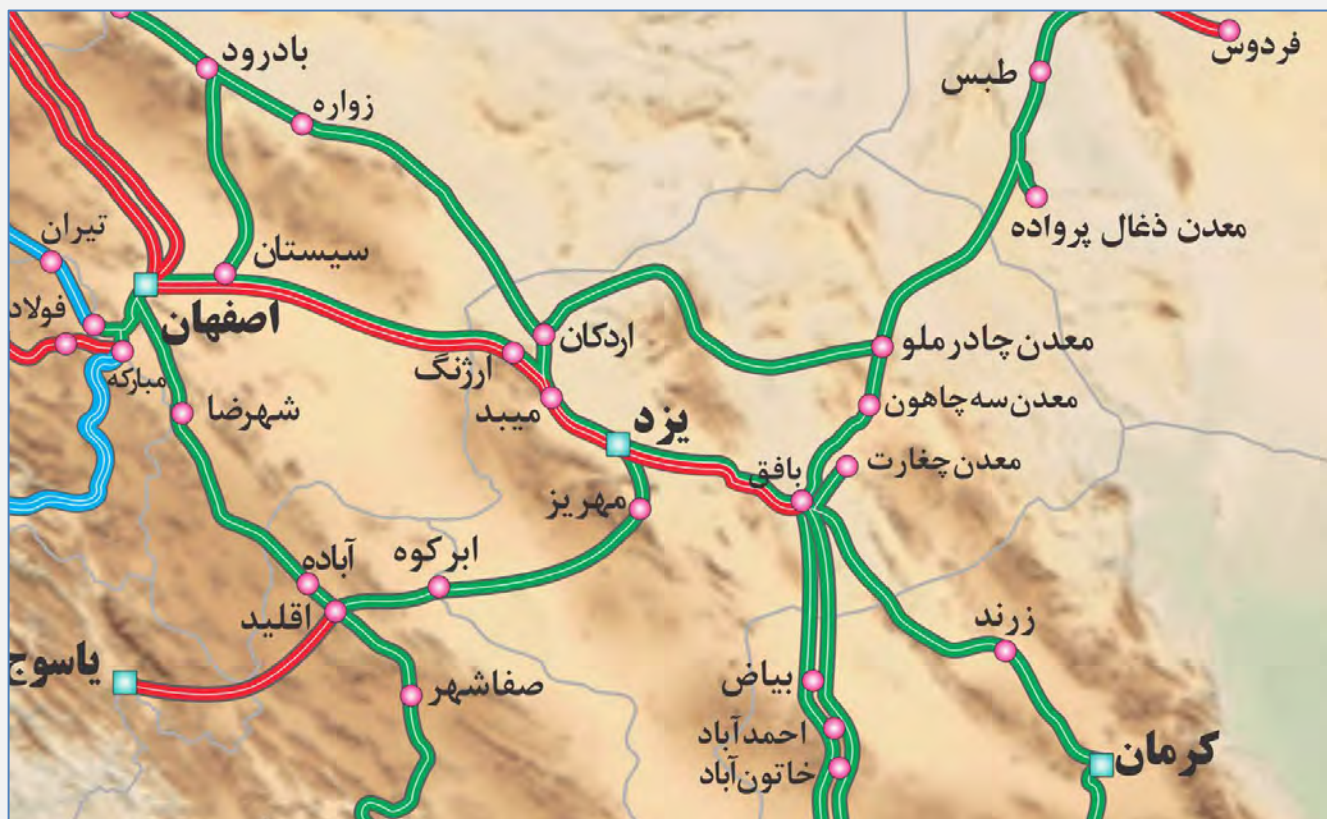 فردوس
بادرود
طبس
زواره
معدن ذغال پرواده
تیران
سیستان
فولاد
اصفهان
اردکان
معدن چادرملو
ارژنگ
مبارکه
میبد
معدن سه چاهون
شهرضا
یزد
معدن چغارت
بافق
مهریز
ابرکوه
آباده
اقلید
زرند
یاسوج
صفاشهر
بیاض
احمدآباد
خاتون‌آباد
کرمان